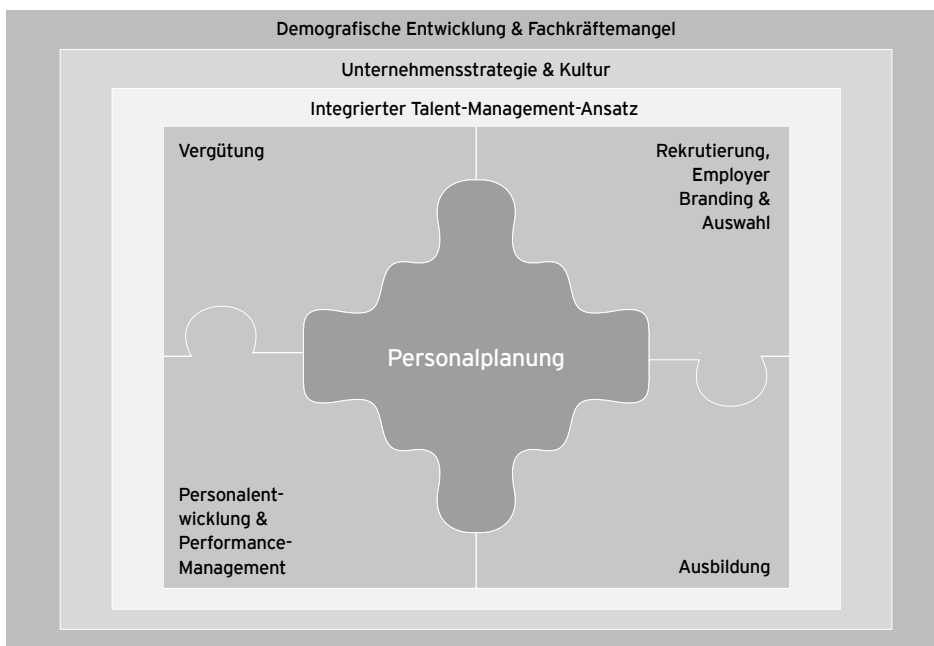 Demografische Entwicklung & Fachkräftemangel
Unternehmensstrategie & Kultur
Integrierter Talent-Management-Ansatz
Vergütung
Rekrutierung,
Employer
Branding &
Auswahl
Personalplanung
Personalent-
wicklung &
Performance-
Management
Ausbildung